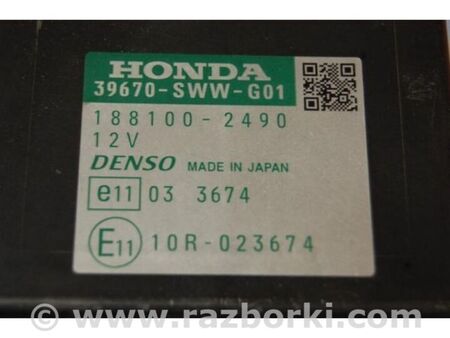 HONDA
39670-SWW-G01
188100-2490
12V
DENSO MADE IN JAPAN
e11 03 3674
E11 10R-023674
© www.razborki.com